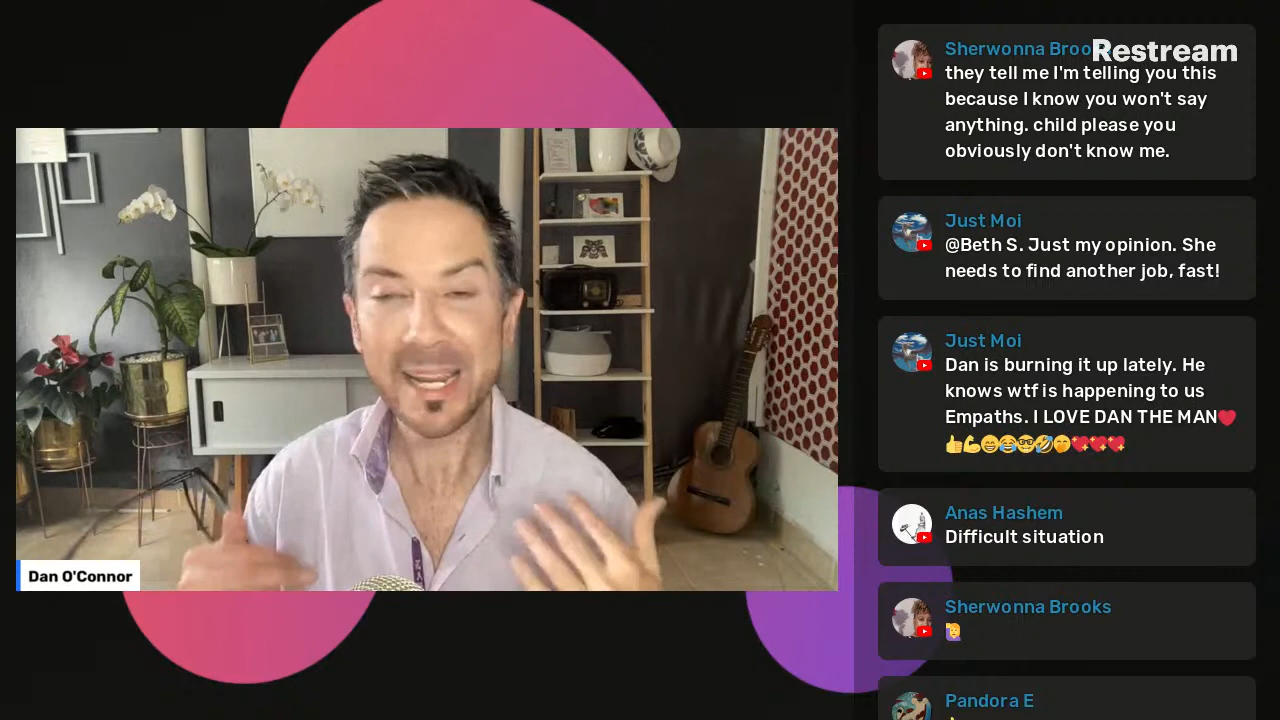 Sherwonna Broo
Restream
they tell me I'm telling you this
because I know you won't say
anything. child please you
obviously don't know me.
Just Moi
@Beth S. Just my opinion. She
needs to find another job, fast!
Just Moi
Dan is burning it up lately. He
knows wtf is happening to us
Empaths. I LOVE DAN THE MAN❤️
👍💪😁😂🤓🤣🤭💖💖💖
Anas Hashem
Difficult situation
Sherwonna Brooks
🙋‍♀️
Pandora E
Dan O'Connor